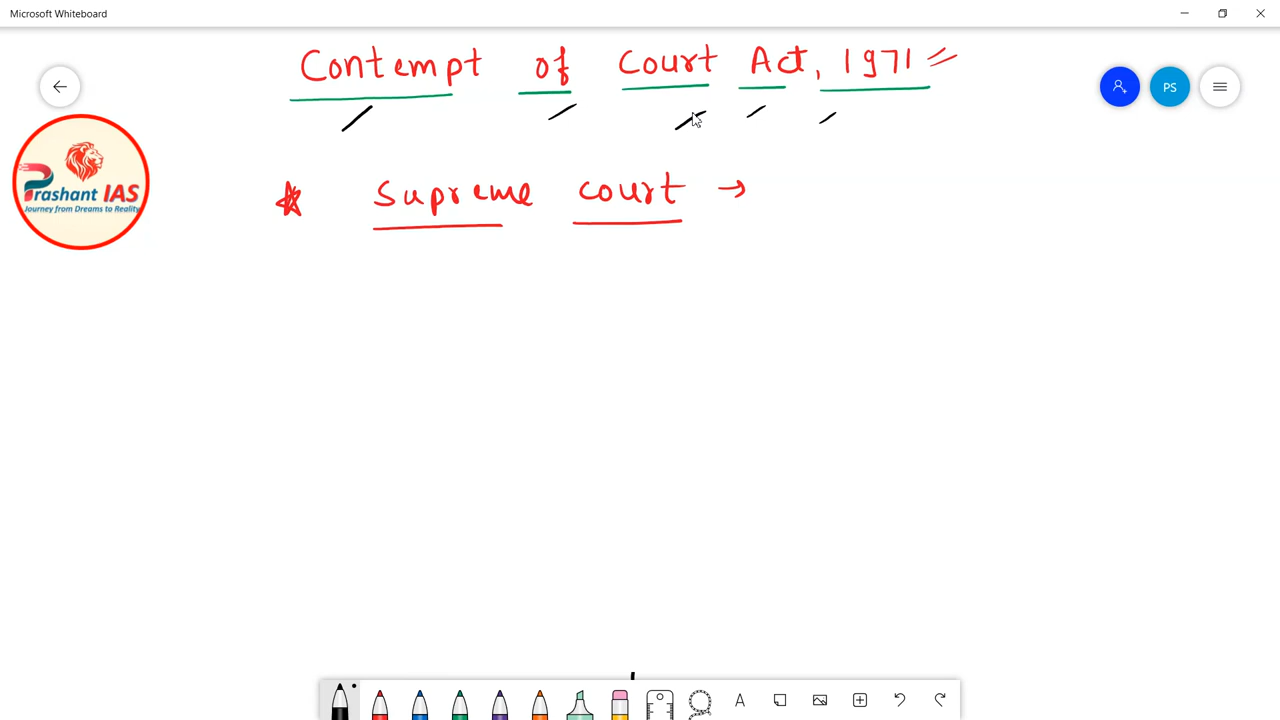 Microsoft Whiteboard
Contempt of Court Act, 1971
PS
Prashant IAS
Journey from Dreams to Reality
Supreme court →
A